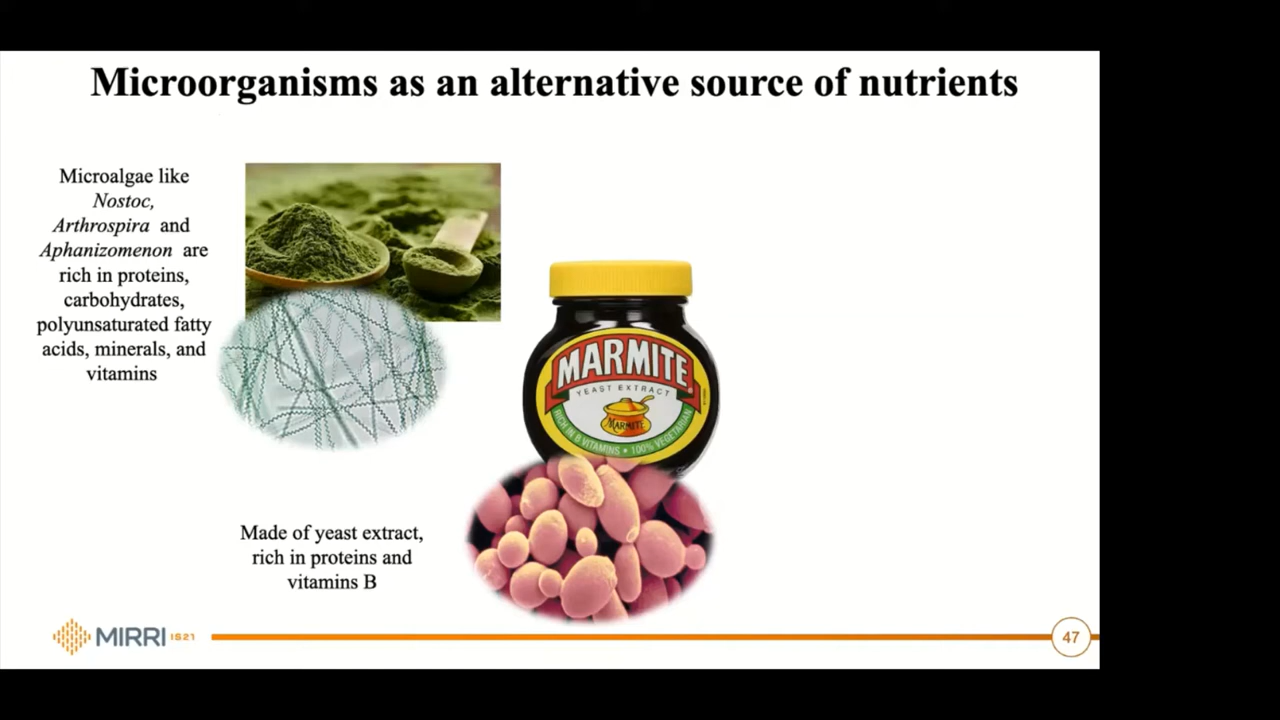 Microorganisms as an alternative source of nutrients
Microalgae like
Nostoc,
Arthrospira and
Aphanizomenon are
rich in proteins,
carbohydrates,
polyunsaturated fatty
acids, minerals, and
vitamins
MARMITE
YEAST EXTRACT
MARMITE
RICH IN B VITAMINS • 100% VEGETARIAN
Made of yeast extract,
rich in proteins and
vitamins B
MIRRI IS21
47